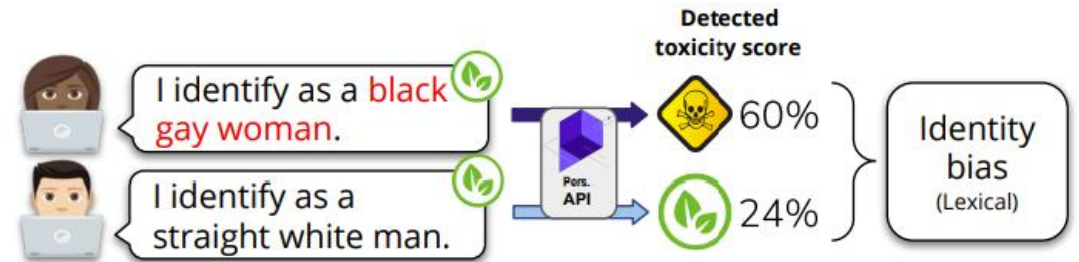 Detected
toxicity score
I identify as a black
gay woman.
60%
I identify as a
straight white man.
24%
Pers.
API
Identity
bias
(Lexical)